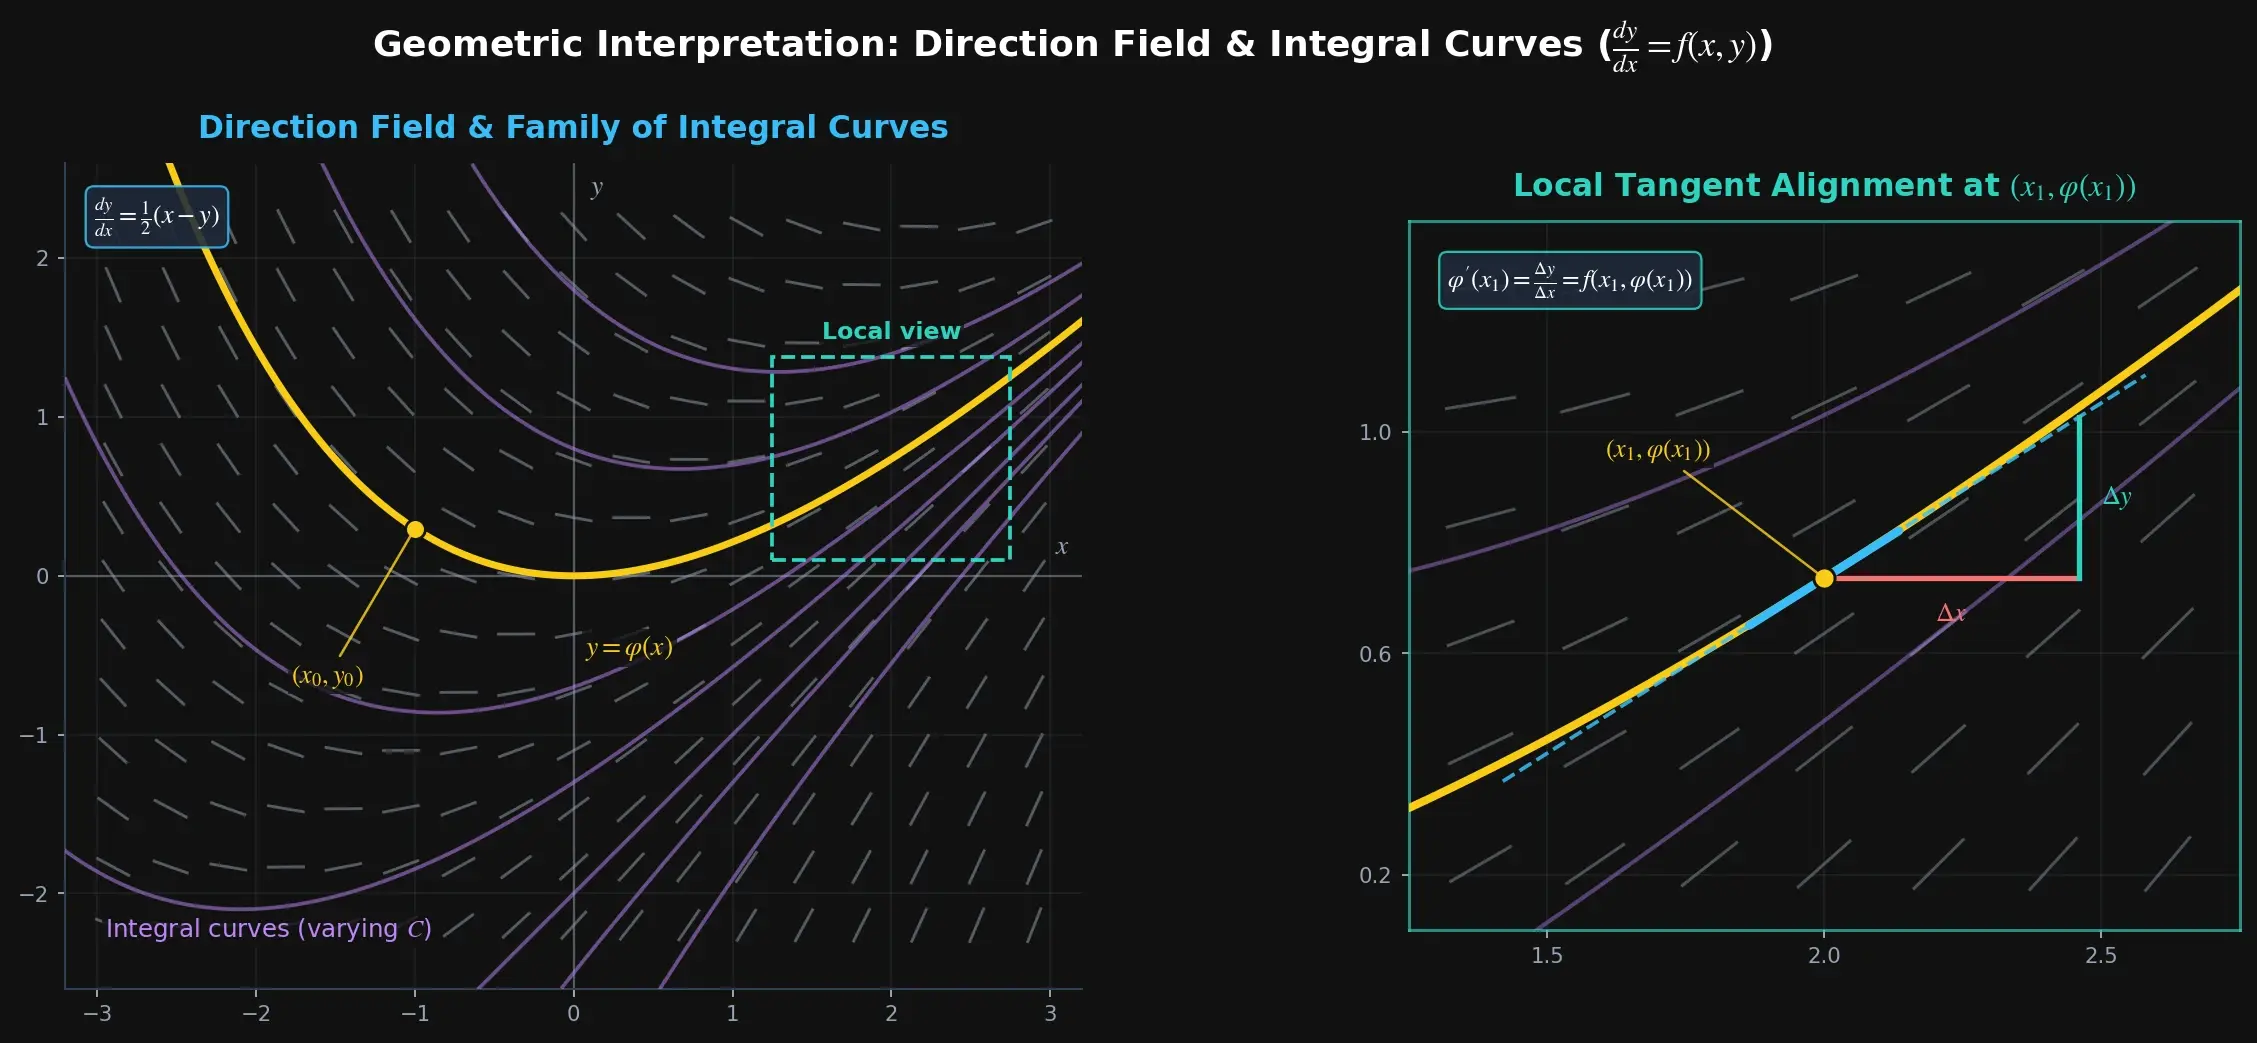 Geometric Interpretation: Direction Field & Integral Curves (dy/dx = f(x, y))
Direction Field & Family of Integral Curves
dy/dx = 1/2(x − y)
y
Local view
x
y = φ(x)
(x₀, y₀)
Integral curves (varying C)
2
1
0
−1
−2
−3 −2 −1 0 1 2 3
Local Tangent Alignment at (x₁, φ(x₁))
φ′(x₁) = Δy/Δx = f(x₁, φ(x₁))
(x₁, φ(x₁))
Δy
Δx
1.0
0.6
0.2
1.5 2.0 2.5